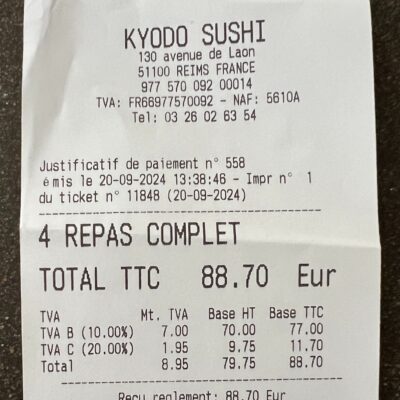 KYODO SUSHI
130 avenue de Laon
51100 REIMS FRANCE
977 570 092 00014
TVA: FR66977570092 - NAF: 5610A
Tel: 03 26 02 63 54
Justificatif de paiement n° 558
émis le 20-09-2024 13:38:46 - Impr n° 1
du ticket n° 11848 (20-09-2024)
4 REPAS COMPLET
TOTAL TTC 88.70 Eur
TVA Mt. TVA Base HT Base TTC
TVA B (10.00%) 7.00 70.00 77.00
TVA C (20.00%) 1.95 9.75 11.70
Total 8.95 79.75 88.70
Reçu reglement: 88.70 Eur